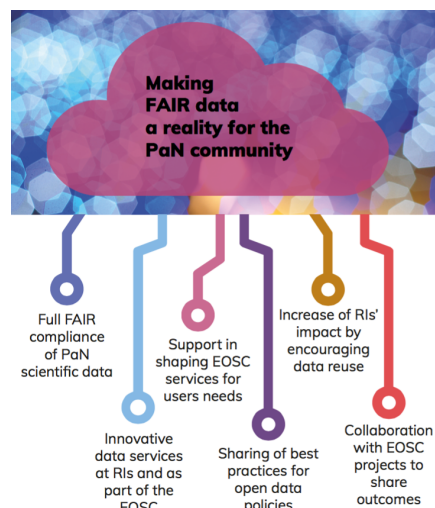 Making
FAIR data
a reality for the
PaN community
Full FAIR
compliance
of PaN
scientific data
Innovative
data services
at RIs and as
part of the
EOSC
Support in
shaping EOSC
services for
users needs
Sharing of best
practices for
open data
policies
Increase of RIs'
impact by
encouraging
data reuse
Collaboration
with EOSC
projects to
share
outcomes